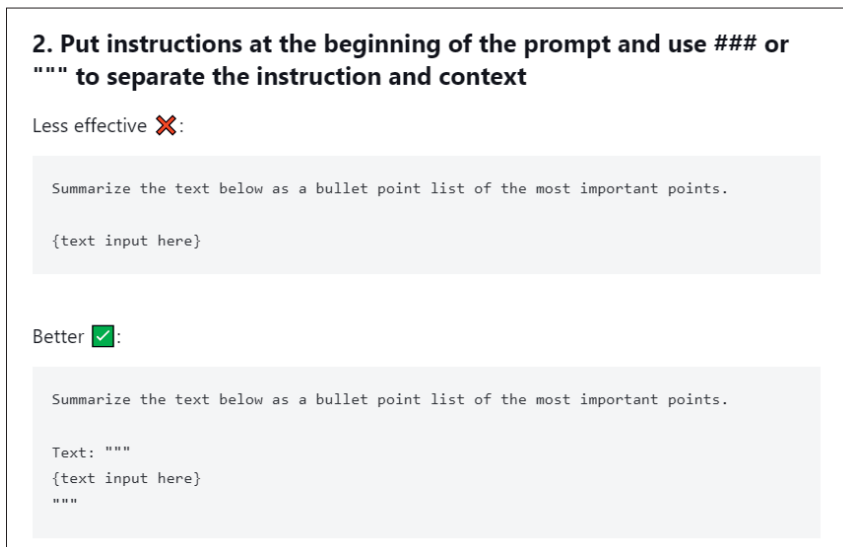 2. Put instructions at the beginning of the prompt and use ### or
""" to separate the instruction and context
Less effective ❌:
Summarize the text below as a bullet point list of the most important points.
{text input here}
Better ✅:
Summarize the text below as a bullet point list of the most important points.
Text: """
{text input here}
"""